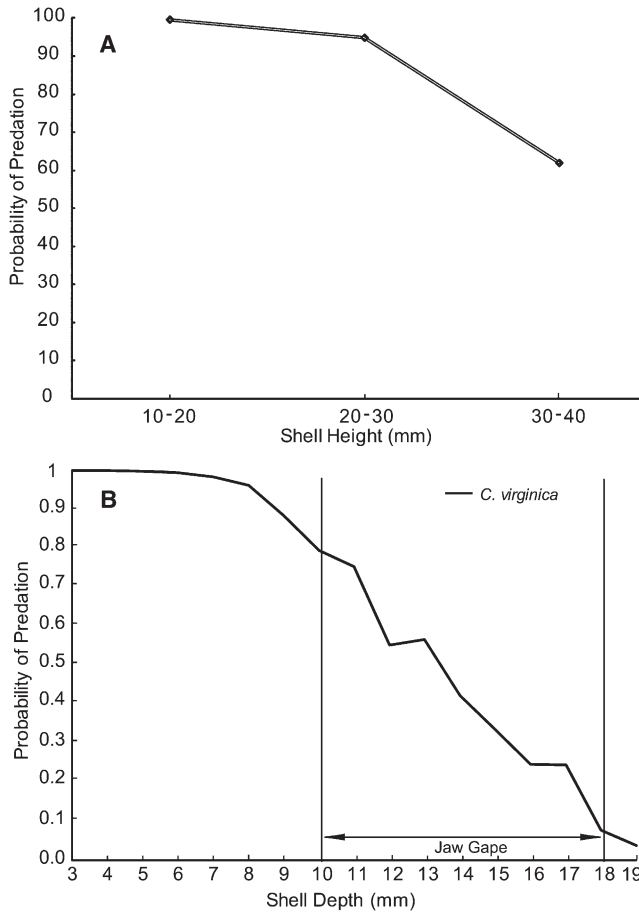 100
90
80
70
60
50
40
30
20
10
0
Probability of Predation
A
10-20
20-30
30-40
Shell Height (mm)
1
0.9
0.8
0.7
0.6
0.5
0.4
0.3
0.2
0.1
0.0
Probability of Predation
B
C. virginica
Jaw Gape
3 4 5 6 7 8 9 10 11 12 13 14 15 16 17 18 19
Shell Depth (mm)